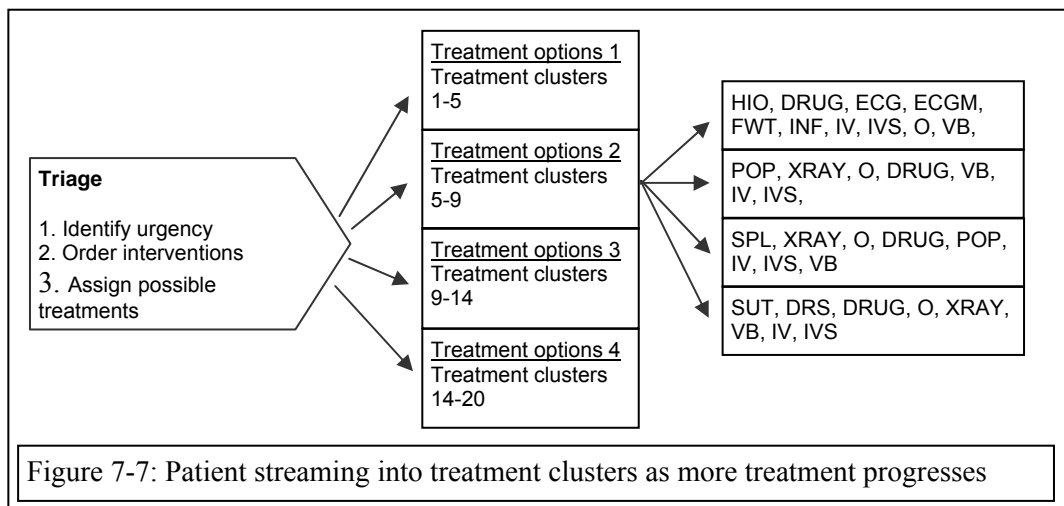 Triage
1. Identify urgency
2. Order interventions
3. Assign possible
treatments
Treatment options 1
Treatment clusters
1-5
Treatment options 2
Treatment clusters
5-9
Treatment options 3
Treatment clusters
9-14
Treatment options 4
Treatment clusters
14-20
HIO, DRUG, ECG, ECGM,
FWT, INF, IV, IVS, O, VB,
POP, XRAY, O, DRUG, VB,
IV, IVS,
SPL, XRAY, O, DRUG, POP,
IV, IVS, VB
SUT, DRS, DRUG, O, XRAY,
VB, IV, IVS
Figure 7-7: Patient streaming into treatment clusters as more treatment progresses